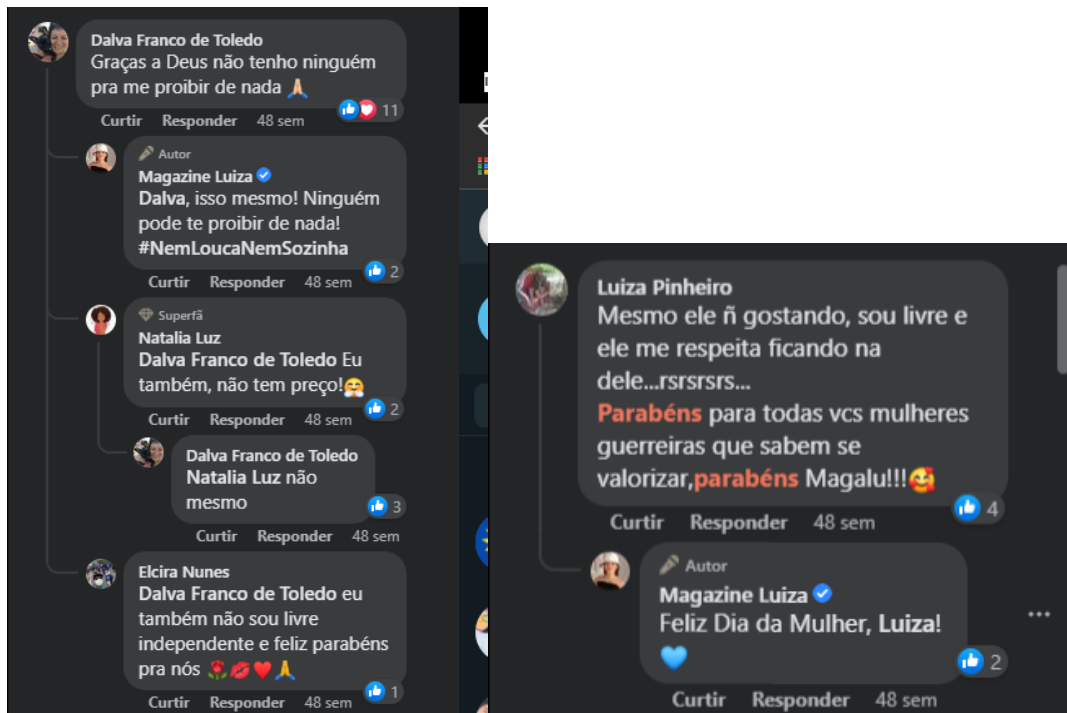 Dalva Franco de Toledo
Graças a Deus não tenho ninguém
pra me proibir de nada 🙏
11
Curtir Responder 48 sem
Autor
Magazine Luiza
Dalva, isso mesmo! Ninguém
pode te proibir de nada!
#NemLoucaNemSozinha
2
Curtir Responder 48 sem
Superfã
Natalia Luz
Dalva Franco de Toledo Eu
também, não tem preço!🤗
2
Curtir Responder 48 sem
Dalva Franco de Toledo
Natalia Luz não
mesmo
3
Curtir Responder 48 sem
Elcira Nunes
Dalva Franco de Toledo eu
também não sou livre
independente e feliz parabéns
pra nós 🌹💋❤️🙏
1
Curtir Responder 48 sem
Luiza Pinheiro
Mesmo ele ñ gostando, sou livre e
ele me respeita ficando na
dele...rsrsrsrs...
Parabéns para todas vcs mulheres
guerreiras que sabem se
valorizar,parabéns Magalu!!!🥰
4
Curtir Responder 48 sem
Autor
Magazine Luiza
Feliz Dia da Mulher, Luiza!
💙
2
Curtir Responder 48 sem